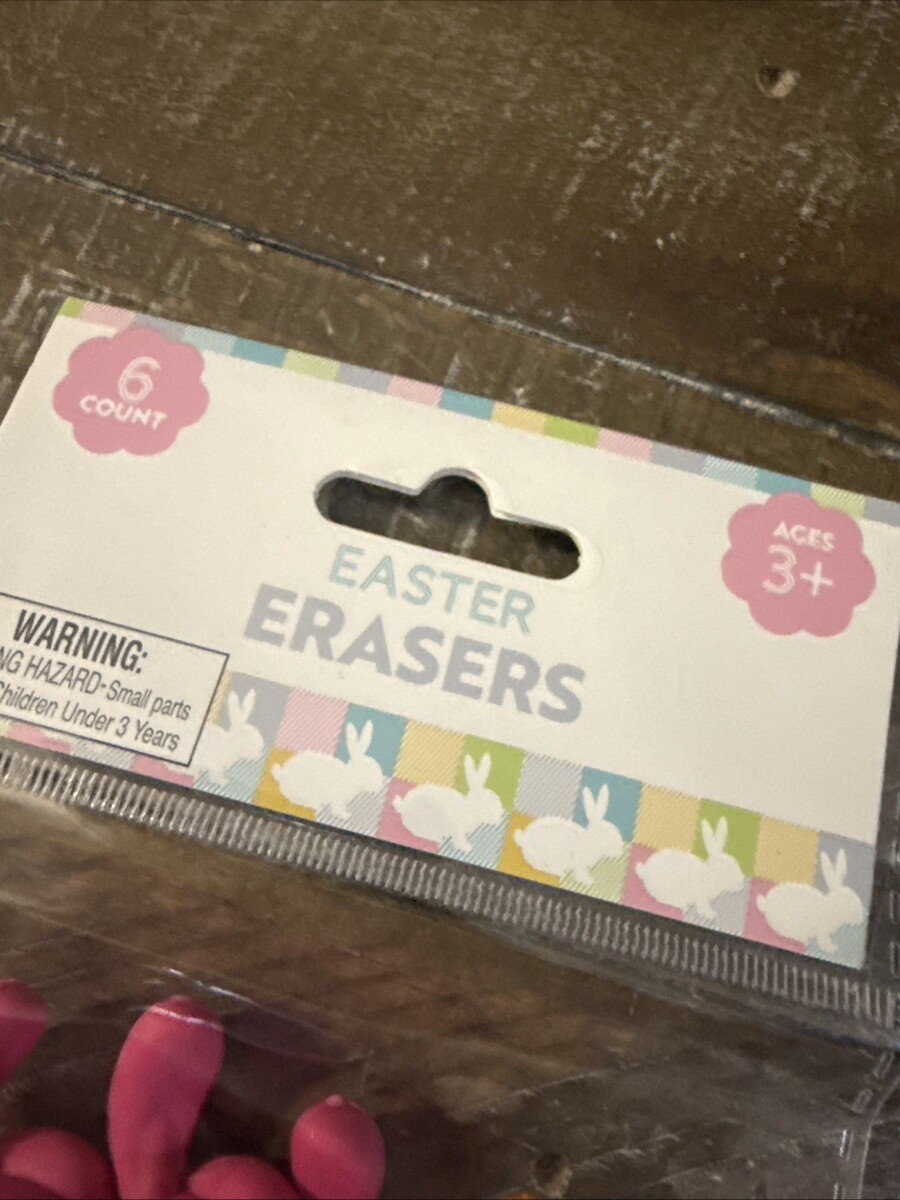 6
COUNT
AGES
3+
EASTER
ERASERS
WARNING:
NG HAZARD-Small parts
Children Under 3 Years